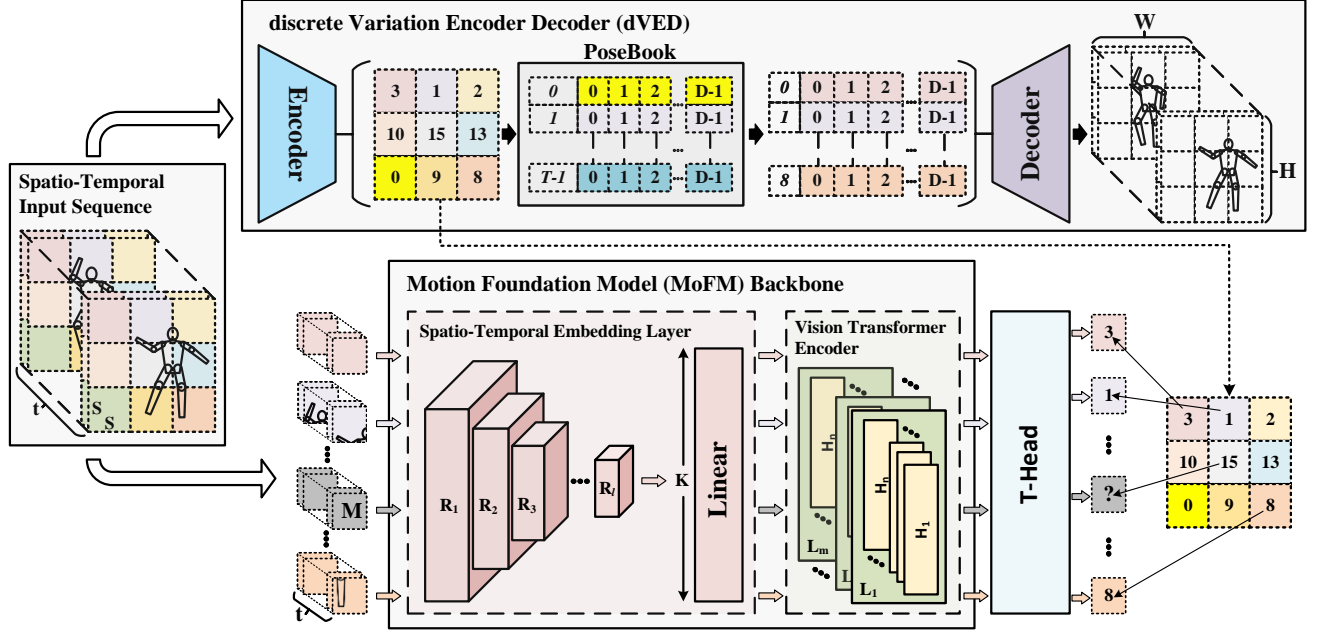 discrete Variation Encoder Decoder (dVED)
W
PoseBook
Encoder
3 1 2
10 15 13
0 9 8
0 0 1 2 ... D-1
1 0 1 2 D-1
...
T-1 0 1 2 ... D-1
0 0 1 2 ... D-1
1 0 1 2 D-1
...
8 0 1 2 ... D-1
Decoder
H
Spatio-Temporal
Input Sequence
t'
S
S
Motion Foundation Model (MoFM) Backbone
Spatio-Temporal Embedding Layer
Vision Transformer
Encoder
M
t'
R1
R2
R3
...
Rl
K
Linear
Hn
Lm
L
Hn
H1
L1
T-Head
3
1
?
8
3 1 2
10 15 13
0 9 8